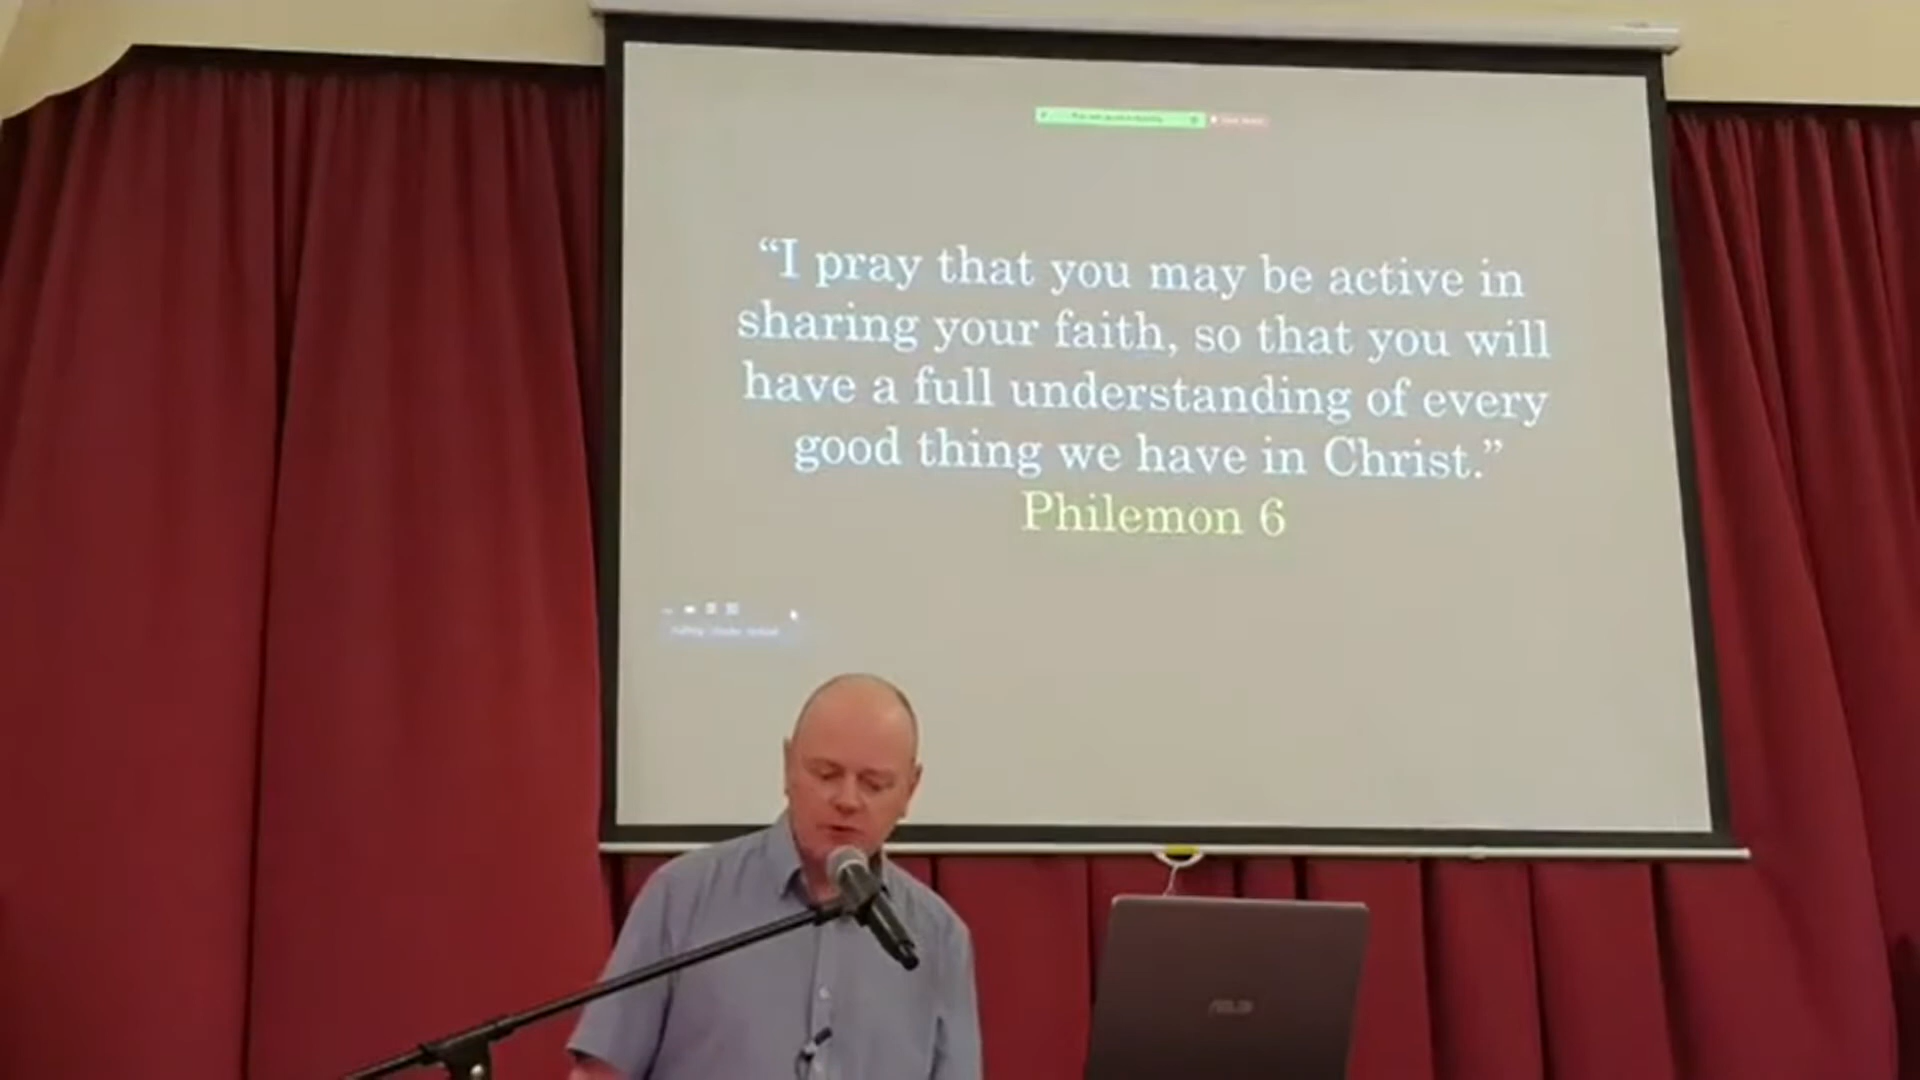 “I pray that you may be active in
sharing your faith, so that you will
have a full understanding of every
good thing we have in Christ.”
Philemon 6
ASUS